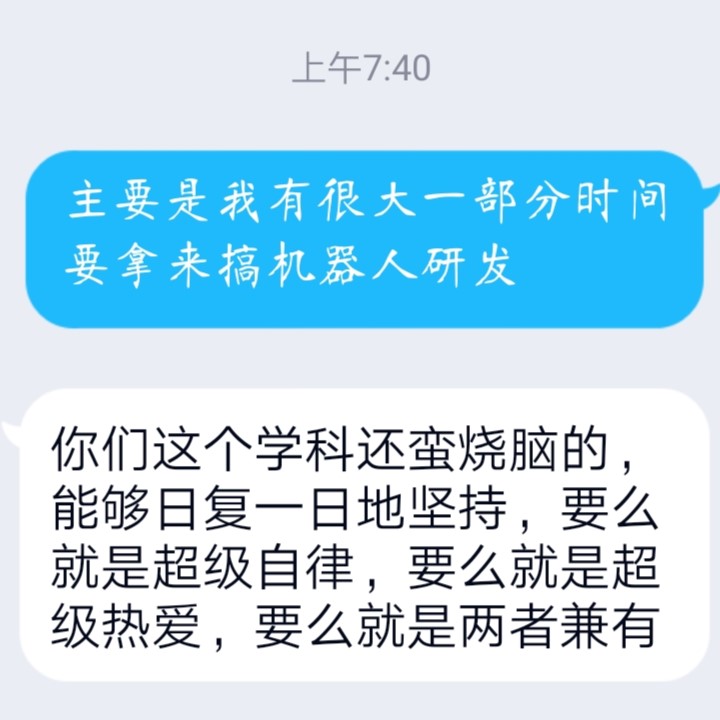 上午7:40
主要是我有很大一部分时间
要拿来搞机器人研发
你们这个学科还蛮烧脑的，
能够日复一日地坚持，要么
就是超级自律，要么就是超
级热爱，要么就是两者兼有